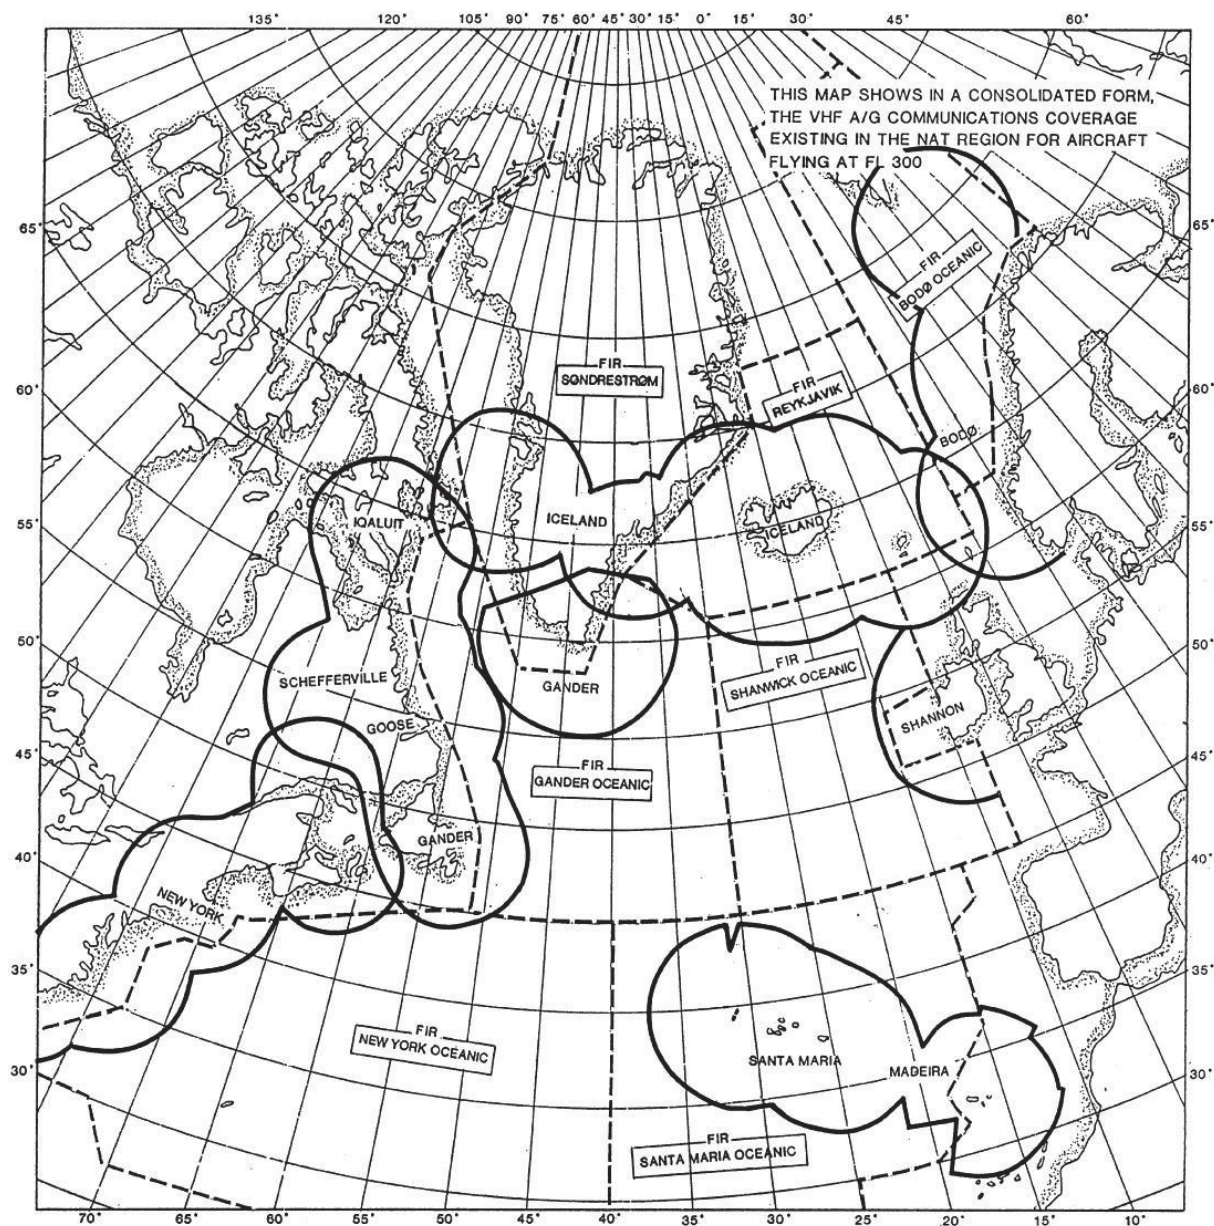 135° 120° 105° 90° 75° 60° 45° 30° 15° 0° 15° 30° 45° 60°
THIS MAP SHOWS IN A CONSOLIDATED FORM,
THE VHF A/G COMMUNICATIONS COVERAGE
EXISTING IN THE NAT REGION FOR AIRCRAFT
FLYING AT FL 300
65°
65°
FIR
BODØ OCEANIC
FIR
SØNDRESTRØM
FIR
REYKJAVIK
60°
60°
BODØ
IQALUIT
ICELAND
ICELAND
55°
55°
50°
50°
SCHEFFERVILLE
GANDER
FIR
SHANWICK OCEANIC
SHANNON
GOOSE
45°
45°
FIR
GANDER OCEANIC
GANDER
40°
40°
NEW YORK
35°
35°
FIR
NEW YORK OCEANIC
SANTA MARIA
MADEIRA
30°
30°
FIR
SANTA MARIA OCEANIC
70° 65° 60° 55° 50° 45° 40° 35° 30° 25° 20° 15° 10°